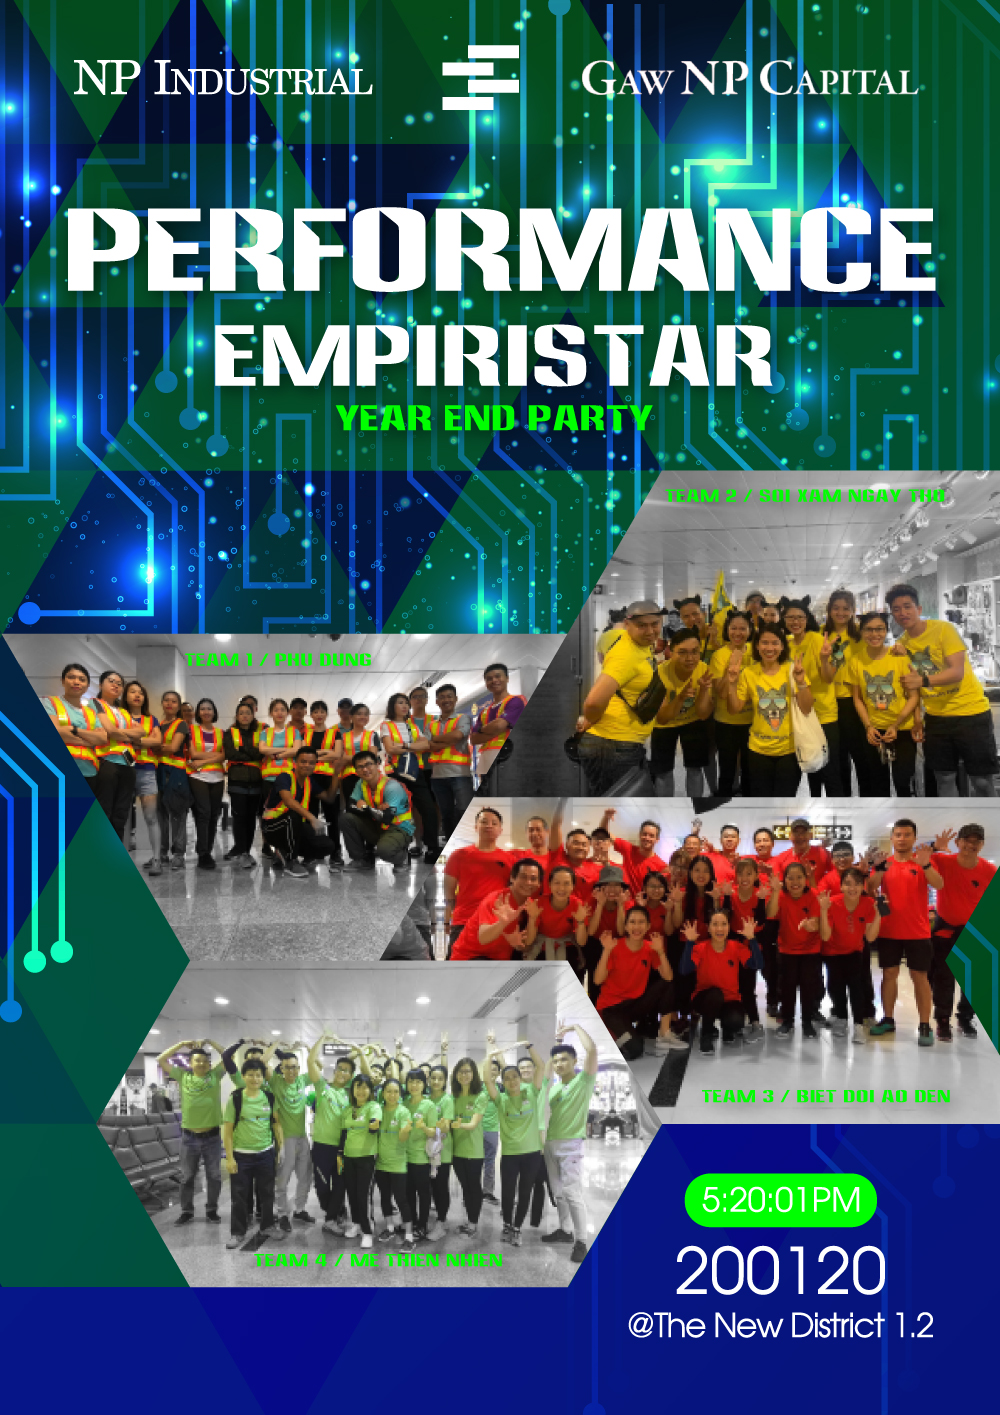 NP INDUSTRIAL
GAW NP CAPITAL
PERFORMANCE
EMPIRISTAR
YEAR END PARTY
TEAM 2 / SOI XAM NGAY THO
TEAM 1 / PHU DUNG
TEAM 3 / BIET DOI AO DEN
TEAM 4 / ME THIEN NHIEN
5:20:01PM
200120
@The New District 1.2